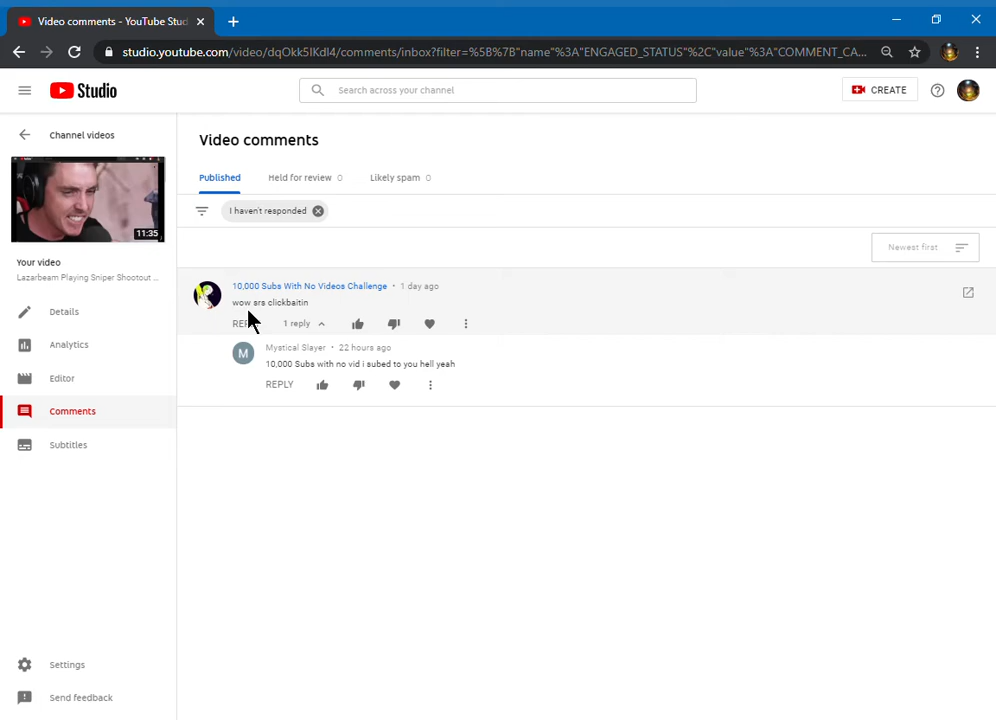 Video comments - YouTube Stud
studio.youtube.com/video/dqOkk5IKdl4/comments/inbox?filter=%5B%7B"name"%3A"ENGAGED_STATUS"%2C"value"%3A"COMMENT_CA...
Studio
Search across your channel
CREATE
Channel videos
11:35
Your video
Lazarbeam Playing Sniper Shootout ...
Details
Analytics
Editor
Comments
Subtitles
Settings
Send feedback
Video comments
Published
Held for review 0
Likely spam 0
I haven't responded
Newest first
10,000 Subs With No Videos Challenge • 1 day ago
wow srs clickbaitin
1 reply
M
Mystical Slayer • 22 hours ago
10,000 Subs with no vid i subed to you hell yeah
REPLY